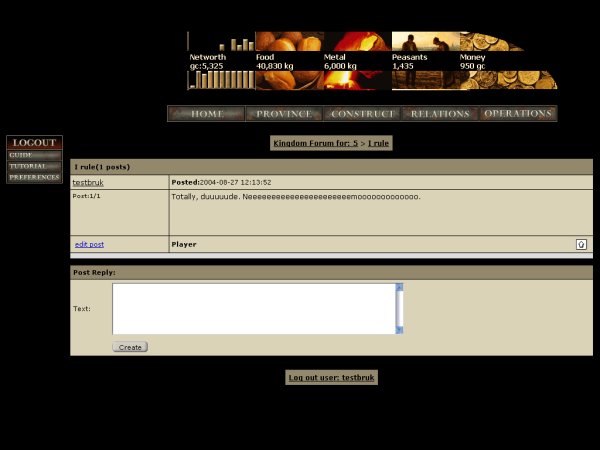 Networth Food Metal Peasants Money
gc:5,325 40,830 kg 6,000 kg 1,435 950 gc
HOME PROVINCE CONSTRUCT RELATIONS OPERATIONS
LOGOUT
GUIDE
TUTORIAL
PREFERENCES
Kingdom Forum for: 5 > I rule
I rule(1 posts)
testbruk Posted:2004-08-27 12:13:52
Post:1/1 Totally, duuuuude. Neeeeeeeeeeeeeeeeeeeeeemooooooooooooo.
edit post Player
Post Reply:
Text:
Create
Log out user: testbruk